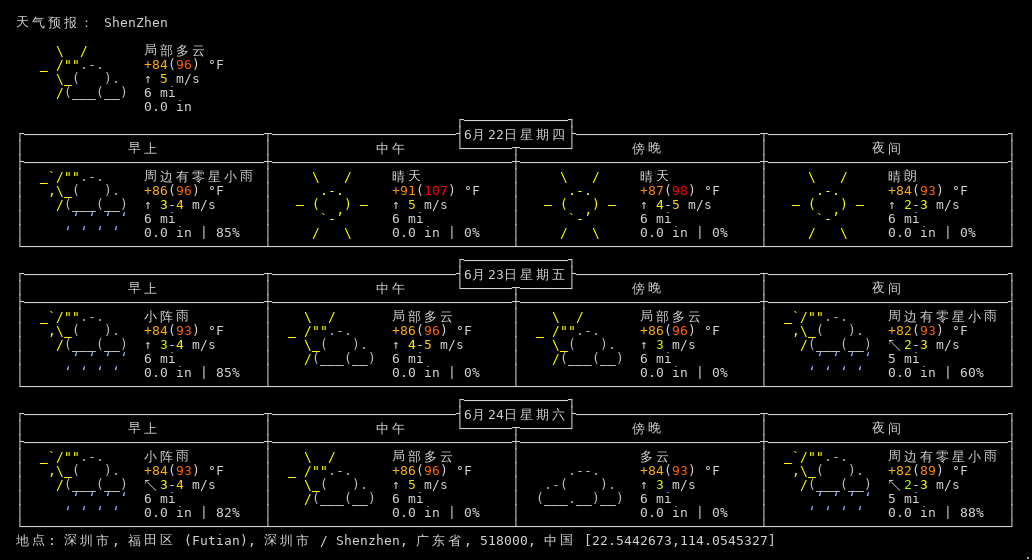 天气预报： ShenZhen
局部多云
+84(96) °F
↑ 5 m/s
6 mi
0.0 in
6月22日星期四
早上 中午 傍晚 夜间
周边有零星小雨 晴天 晴天 晴朗
+86(96) °F +91(107) °F +87(98) °F +84(93) °F
↑ 3-4 m/s ↑ 5 m/s ↑ 4-5 m/s ↑ 2-3 m/s
6 mi 6 mi 6 mi 6 mi
0.0 in | 85% 0.0 in | 0% 0.0 in | 0% 0.0 in | 0%
6月23日星期五
早上 中午 傍晚 夜间
小阵雨 局部多云 局部多云 周边有零星小雨
+84(93) °F +86(96) °F +86(96) °F +82(93) °F
↑ 3-4 m/s ↑ 4-5 m/s ↑ 3 m/s ↖ 2-3 m/s
6 mi 6 mi 6 mi 5 mi
0.0 in | 85% 0.0 in | 0% 0.0 in | 0% 0.0 in | 60%
6月24日星期六
早上 中午 傍晚 夜间
小阵雨 局部多云 多云 周边有零星小雨
+84(93) °F +86(96) °F +84(93) °F +82(89) °F
↖ 3-4 m/s ↑ 5 m/s ↑ 3 m/s ↖ 2-3 m/s
6 mi 6 mi 6 mi 5 mi
0.0 in | 82% 0.0 in | 0% 0.0 in | 0% 0.0 in | 88%
地点: 深圳市, 福田区 (Futian), 深圳市 / Shenzhen, 广东省, 518000, 中国 [22.5442673,114.0545327]